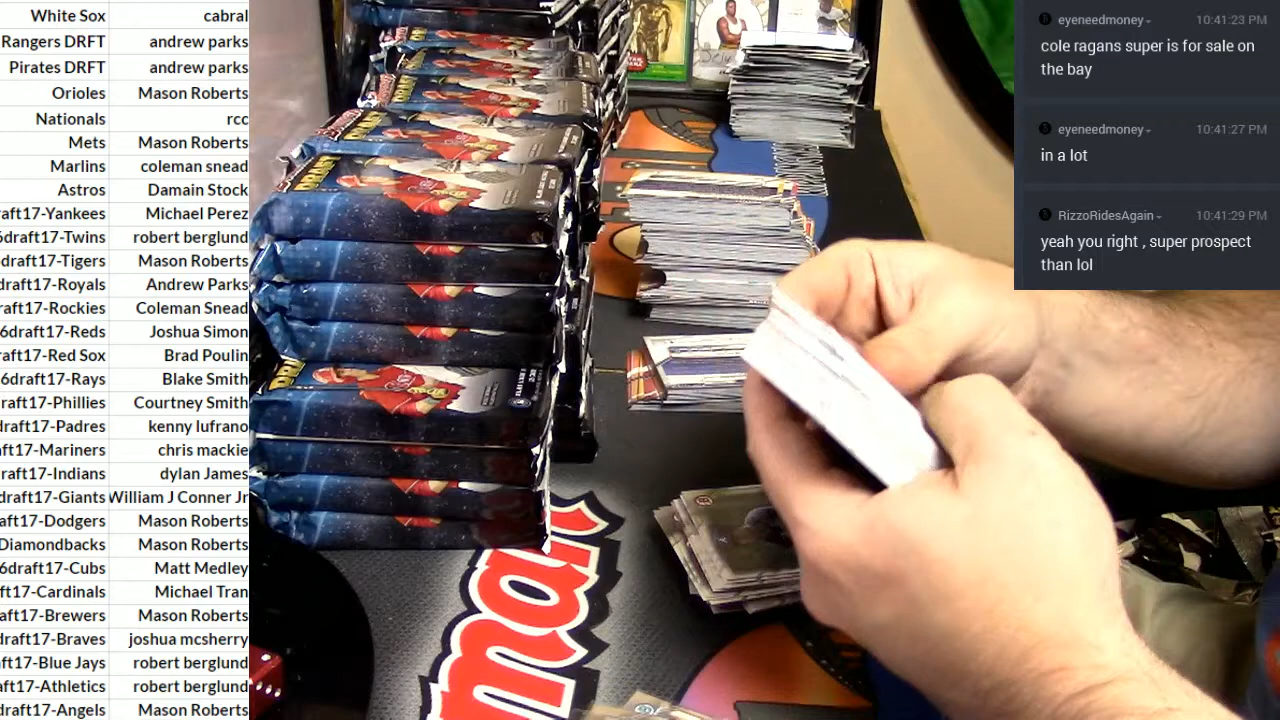 White Sox cabral
Rangers DRFT andrew parks
Pirates DRFT andrew parks
Orioles Mason Roberts
Nationals rcc
Mets Mason Roberts
Marlins coleman snead
Astros Damain Stock
raft17-Yankees Michael Perez
6draft17-Twins robert berglund
draft17-Tigers Mason Roberts
draft17-Royals Andrew Parks
draft17-Rockies Coleman Snead
6draft17-Reds Joshua Simon
raft17-Red Sox Brad Poulin
6draft17-Rays Blake Smith
raft17-Phillies Courtney Smith
draft17-Padres kenny lufrano
ft17-Mariners chris mackie
raft17-Indians dylan James
draft17-Giants William J Conner Jr
aft17-Dodgers Mason Roberts
Diamondbacks Mason Roberts
6draft17-Cubs Matt Medley
ft17-Cardinals Michael Tran
aft17-Brewers Mason Roberts
draft17-Braves joshua mcsherry
ft17-Blue Jays robert berglund
aft17-Athletics robert berglund
draft17-Angels Mason Roberts
eyeneedmoney 10:41:23 PM
cole ragans super is for sale on
the bay
eyeneedmoney 10:41:27 PM
in a lot
RizzoRidesAgain 10:41:29 PM
yeah you right , super prospect
than lol